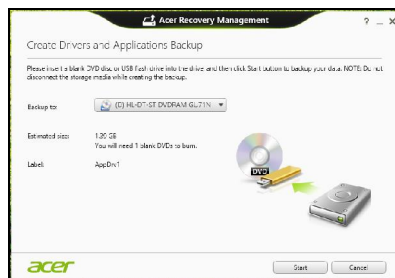 Acer Recovery Management
? _ X
Create Drivers and Applications Backup
Please insert a blank DVD disc or USB flash drive into the drive and then click Start button to backup your data. NOTE: Do not
disconnect the storage media while creating the backup.
Backup to:
(D) HL-DT-ST DVDRAM GU71N
Estimated size:
You will need 1 blank DVDs to burn.
Label:
AppDrv1
DVD
acer
Start
Cancel